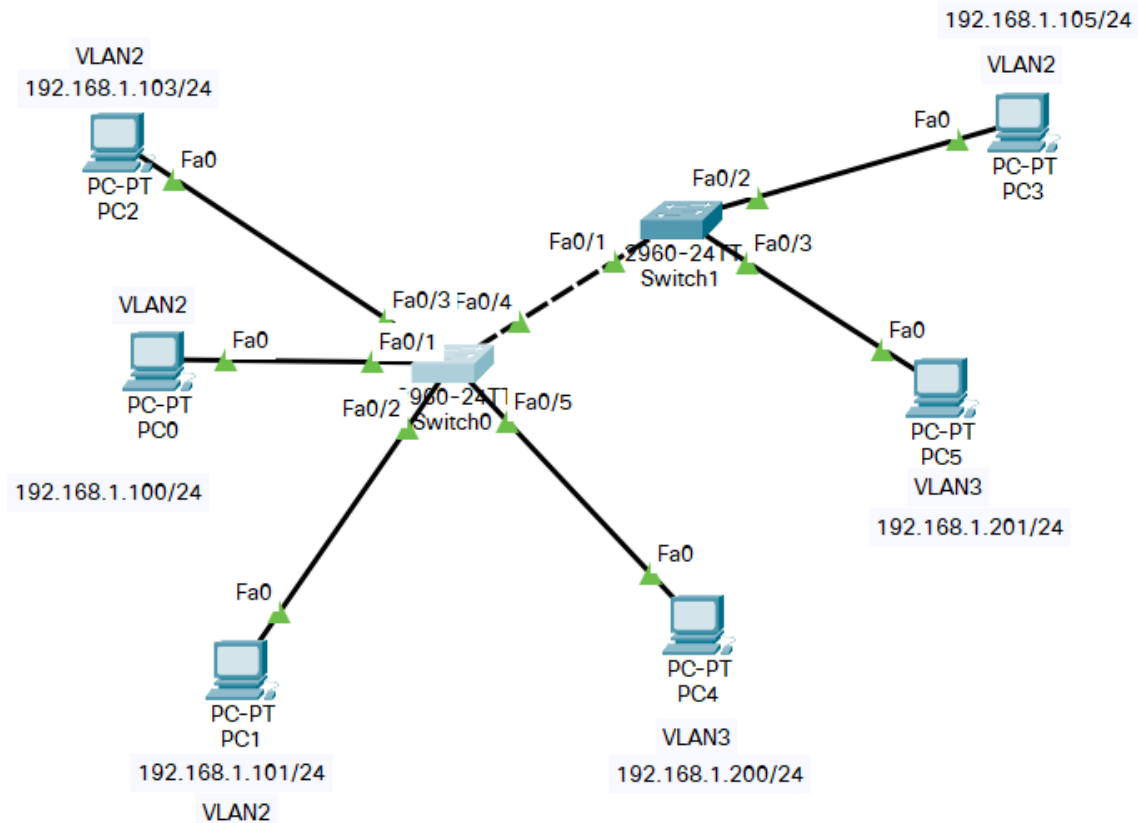 192.168.1.105/24
VLAN2
VLAN2
192.168.1.103/24
Fa0
Fa0
PC-PT
PC3
Fa0/2
PC-PT
PC2
Fa0/1
2960-24TT
Switch1
Fa0/3
VLAN2
Fa0/3
Fa0/4
Fa0
Fa0
Fa0/1
PC-PT
PC0
Fa0/2
2960-24TT
Switch0
Fa0/5
PC-PT
PC5
VLAN3
192.168.1.100/24
192.168.1.201/24
Fa0
Fa0
PC-PT
PC4
PC-PT
PC1
VLAN3
192.168.1.101/24
192.168.1.200/24
VLAN2